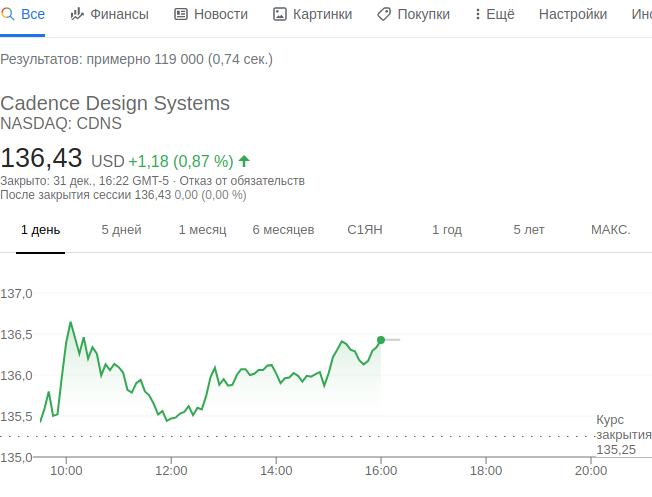 Все Финансы Новости Картинки Покупки Ещё Настройки
Результатов: примерно 119 000 (0,74 сек.)
Cadence Design Systems
NASDAQ: CDNS
136,43 USD +1,18 (0,87 %)
Закрыто: 31 дек., 16:22 GMT-5 · Отказ от обязательств
После закрытия сессии 136,43 0,00 (0,00 %)
1 день 5 дней 1 месяц 6 месяцев С1ЯН 1 год 5 лет МАКС.
137,0
136,5
136,0
135,5
Курс
закрытия
135,25
135,0
10:00 12:00 14:00 16:00 18:00 20:00